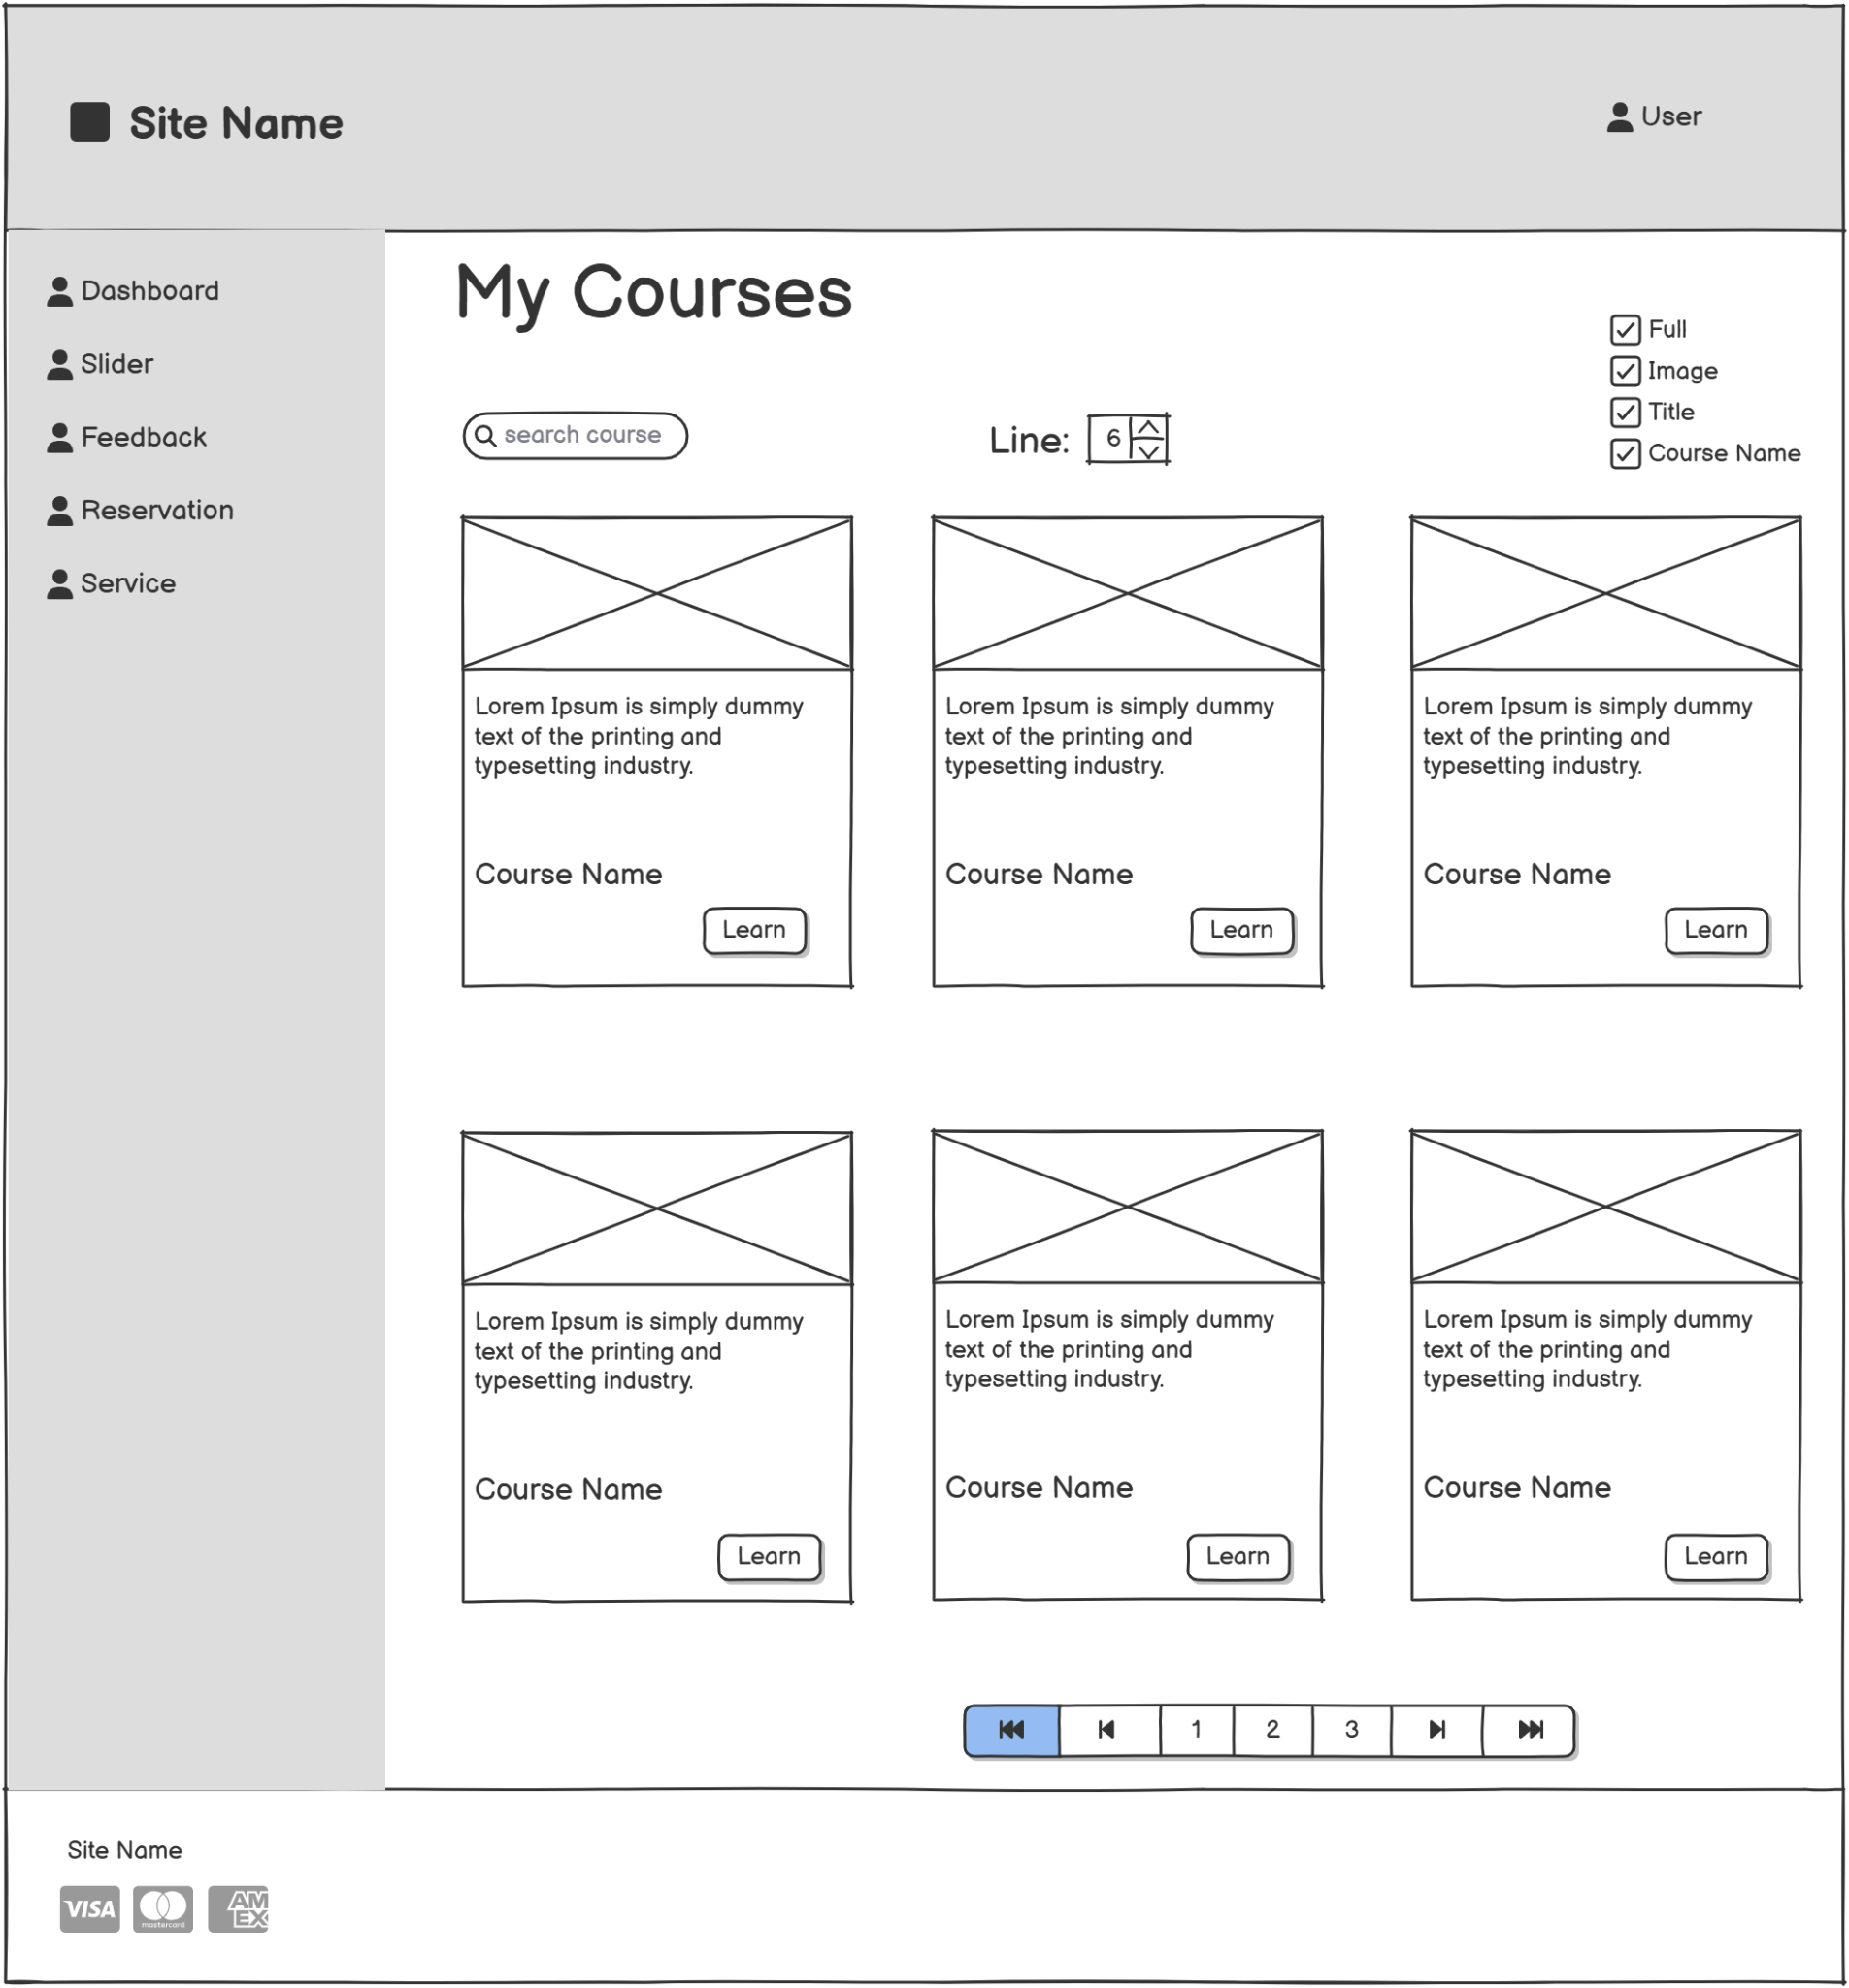 Site Name
User
Dashboard
Slider
Feedback
Reservation
Service
My Courses
Full
Image
Title
Course Name
search course
Line: 6
Lorem Ipsum is simply dummy
text of the printing and
typesetting industry.
Course Name
Learn
Lorem Ipsum is simply dummy
text of the printing and
typesetting industry.
Course Name
Learn
Lorem Ipsum is simply dummy
text of the printing and
typesetting industry.
Course Name
Learn
Lorem Ipsum is simply dummy
text of the printing and
typesetting industry.
Course Name
Learn
Lorem Ipsum is simply dummy
text of the printing and
typesetting industry.
Course Name
Learn
Lorem Ipsum is simply dummy
text of the printing and
typesetting industry.
Course Name
Learn
1 2 3
Site Name
VISA
mastercard
AM
EX